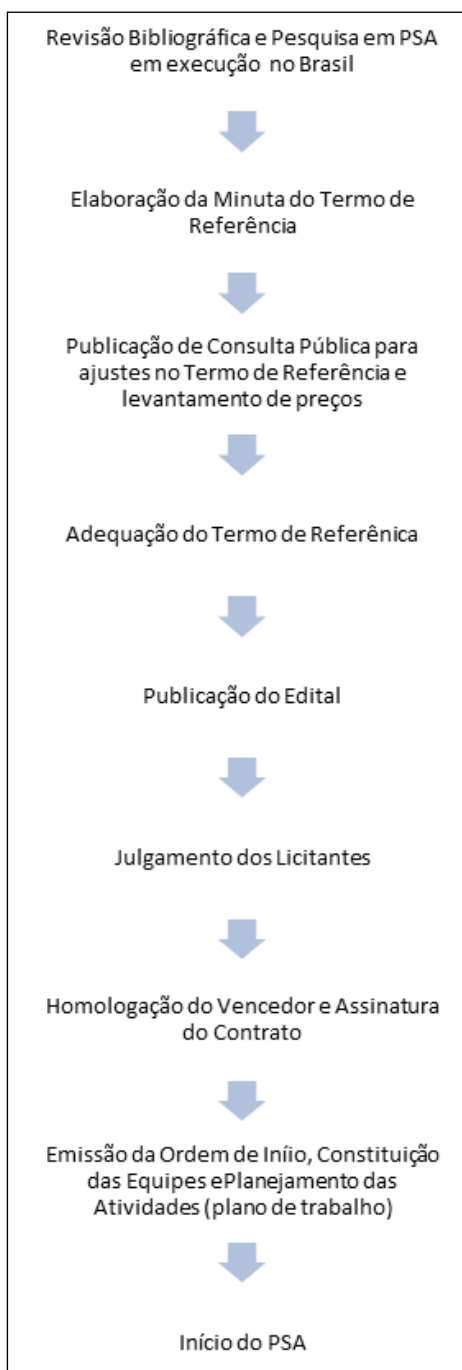 Revisão Bibliográfica e Pesquisa em PSA
em execução no Brasil
Elaboração da Minuta do Termo de
Referência
Publicação de Consulta Pública para
ajustes no Termo de Referência e
levantamento de preços
Adequação do Termo de Referênica
Publicação do Edital
Julgamento dos Licitantes
Homologação do Vencedor e Assinatura
do Contrato
Emissão da Ordem de Iníio, Constituição
das Equipes ePlanejamento das
Atividades (plano de trabalho)
Início do PSA